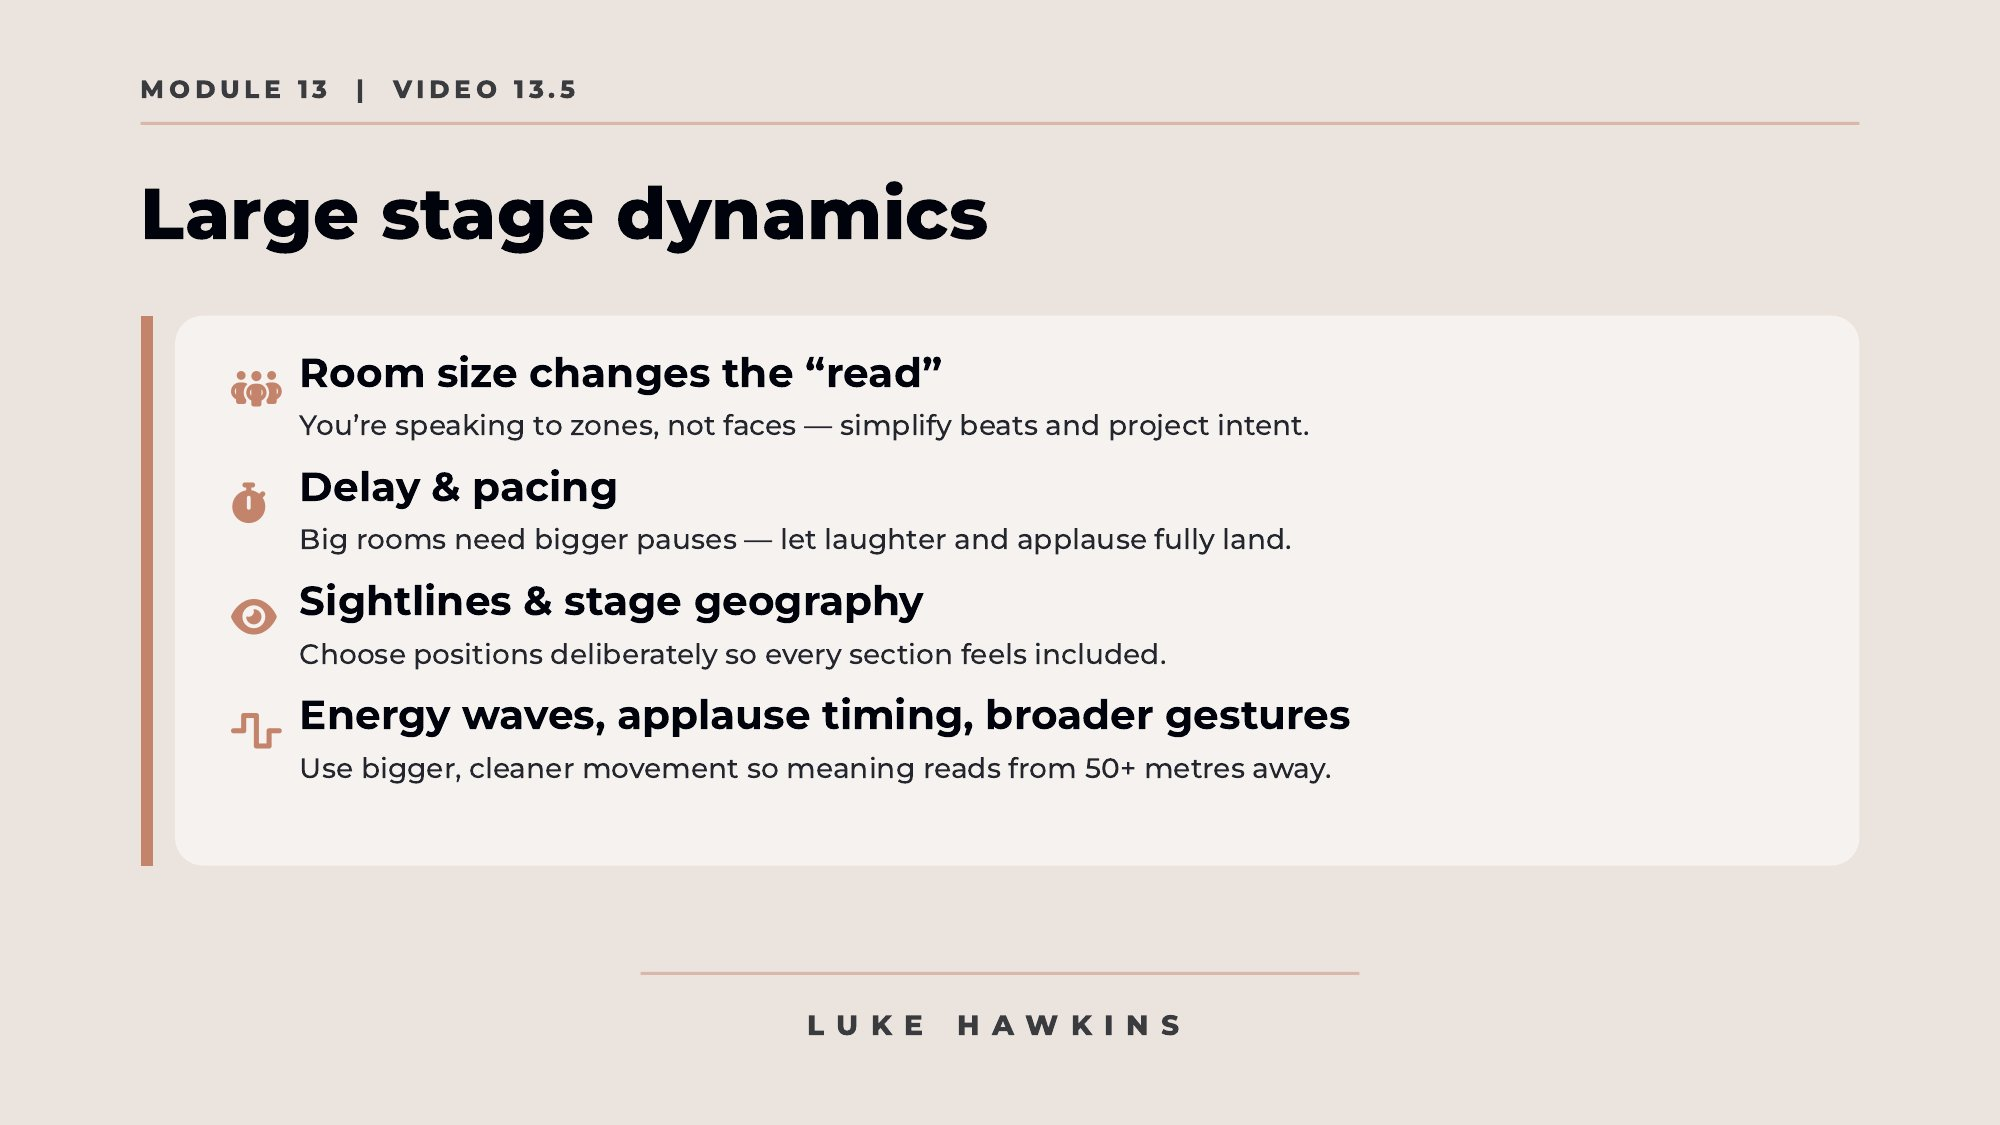 MODULE 13 | VIDEO 13.5
Large stage dynamics
Room size changes the “read”
You’re speaking to zones, not faces — simplify beats and project intent.
Delay & pacing
Big rooms need bigger pauses — let laughter and applause fully land.
Sightlines & stage geography
Choose positions deliberately so every section feels included.
Energy waves, applause timing, broader gestures
Use bigger, cleaner movement so meaning reads from 50+ metres away.
LUKE HAWKINS